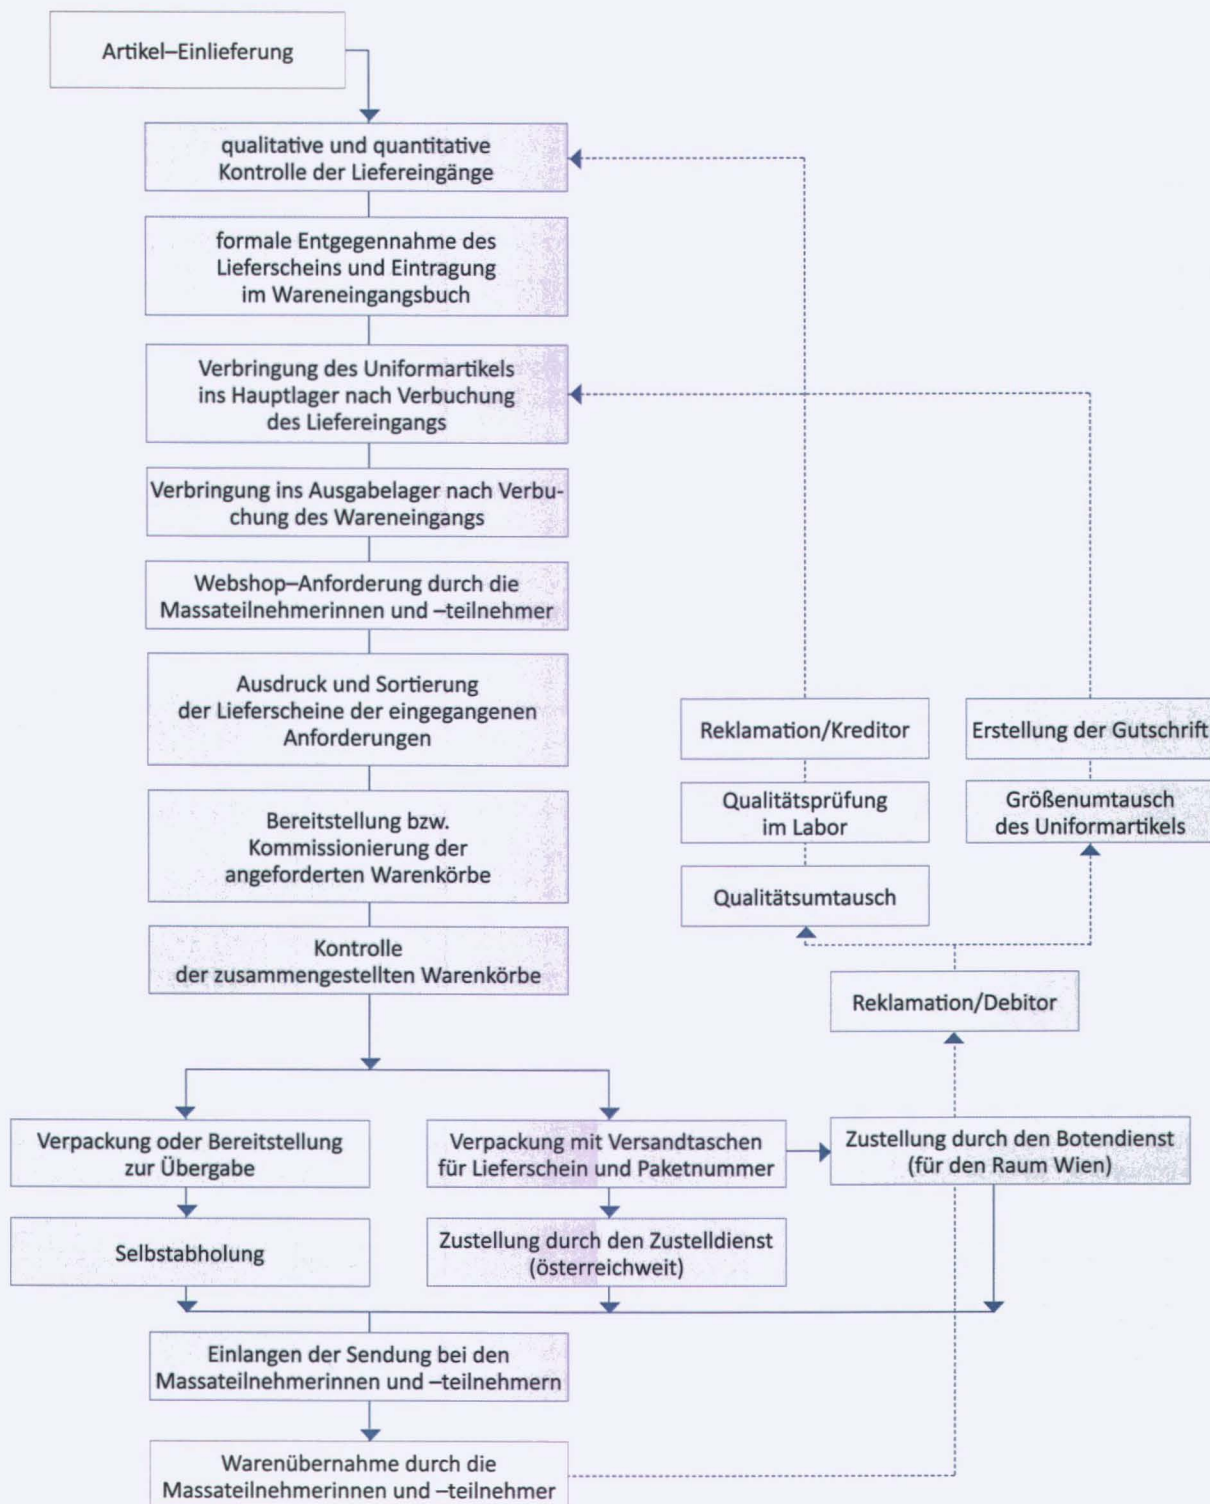 Artikel–Einlieferung
qualitative und quantitative
Kontrolle der Liefereingänge
formale Entgegennahme des
Lieferscheins und Eintragung
im Wareneingangsbuch
Verbringung des Uniformartikels
ins Hauptlager nach Verbuchung
des Liefereingangs
Verbringung ins Ausgabelager nach Verbu-
chung des Wareneingangs
Webshop–Anforderung durch die
Massateilnehmerinnen und –teilnehmer
Ausdruck und Sortierung
der Lieferscheine der eingegangenen
Anforderungen
Reklamation/Kreditor
Erstellung der Gutschrift
Qualitätsprüfung
im Labor
Größenumtausch
des Uniformartikels
Bereitstellung bzw.
Kommissionierung der
angeforderten Warenkörbe
Qualitätsumtausch
Kontrolle
der zusammengestellten Warenkörbe
Reklamation/Debitor
Verpackung oder Bereitstellung
zur Übergabe
Verpackung mit Versandtaschen
für Lieferschein und Paketnummer
Zustellung durch den Botendienst
(für den Raum Wien)
Selbstabholung
Zustellung durch den Zustelldienst
(österreichweit)
Einlangen der Sendung bei den
Massateilnehmerinnen und –teilnehmern
Warenübernahme durch die
Massateilnehmerinnen und –teilnehmer